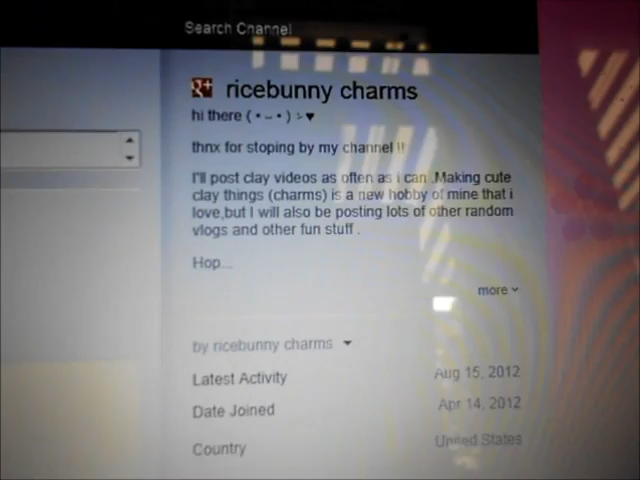 Search Channel
ricebunny charms
hi there ( • – • ) :-♥
thnx for stoping by my channel !!
I'll post clay videos as often as i can .Making cute
clay things (charms) is a new hobby of mine that i
love,but I will also be posting lots of other random
vlogs and other fun stuff .
Hop...
more
by ricebunny charms
Latest Activity Aug 15, 2012
Date Joined Apr 14, 2012
Country United States